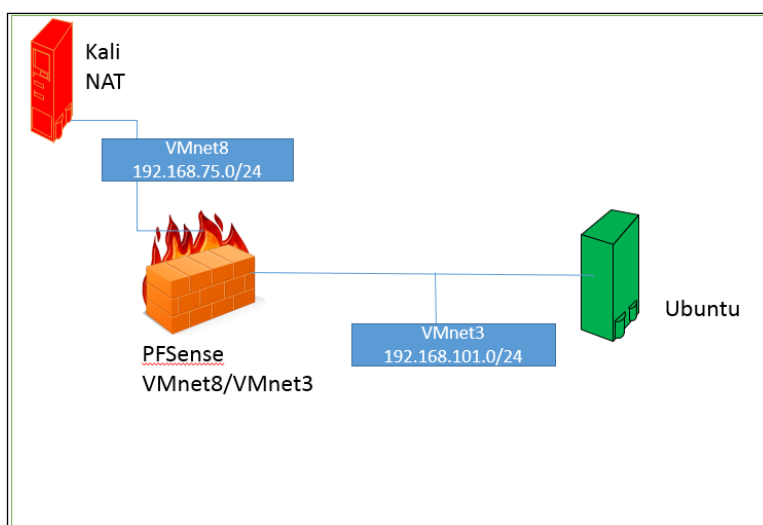 Kali
NAT
VMnet8
192.168.75.0/24
PFSense
VMnet8/VMnet3
VMnet3
192.168.101.0/24
Ubuntu